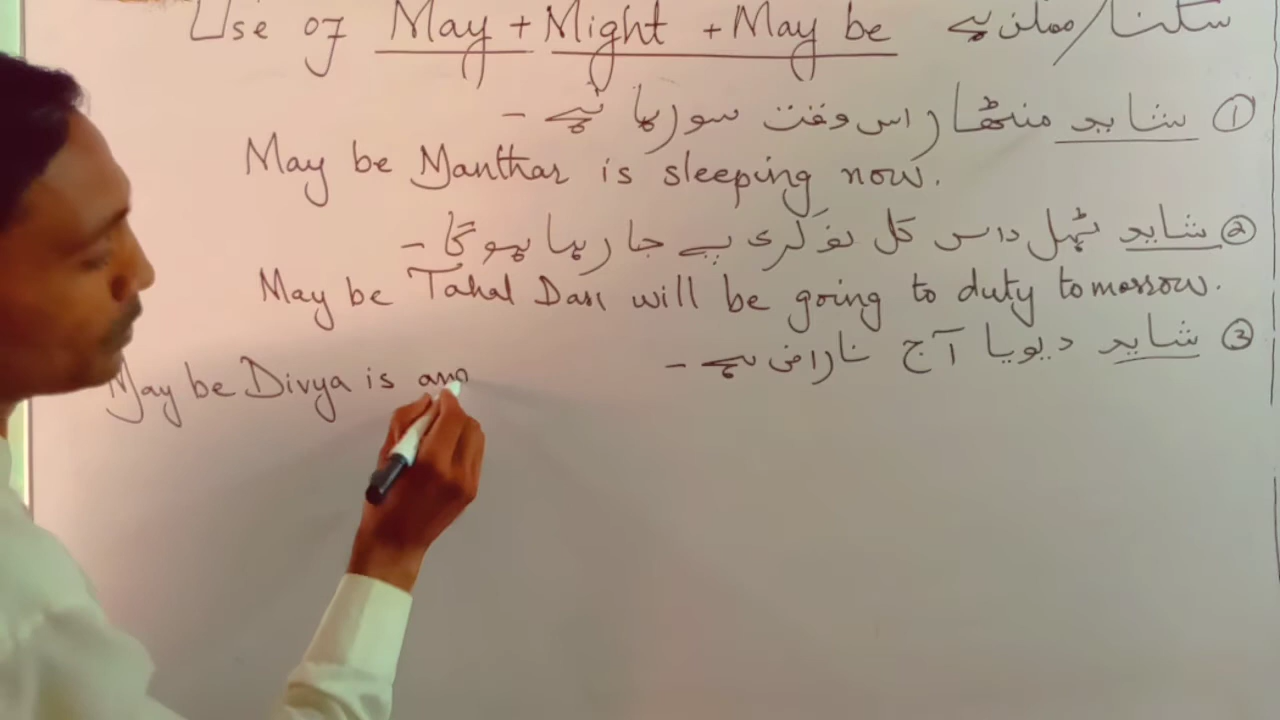 Use of May + Might + May be سکتا/ممکن ہے
① شاید منٹھار اس وقت سو رہا ہے -
May be Manthar is sleeping now.
② شاید ٹہل داس کل نوکری پے جا رہا ہوگا -
May be Tahal Das will be going to duty tomorrow.
③ شاید دیویا آج ناراض ہے -
May be Divya is ang